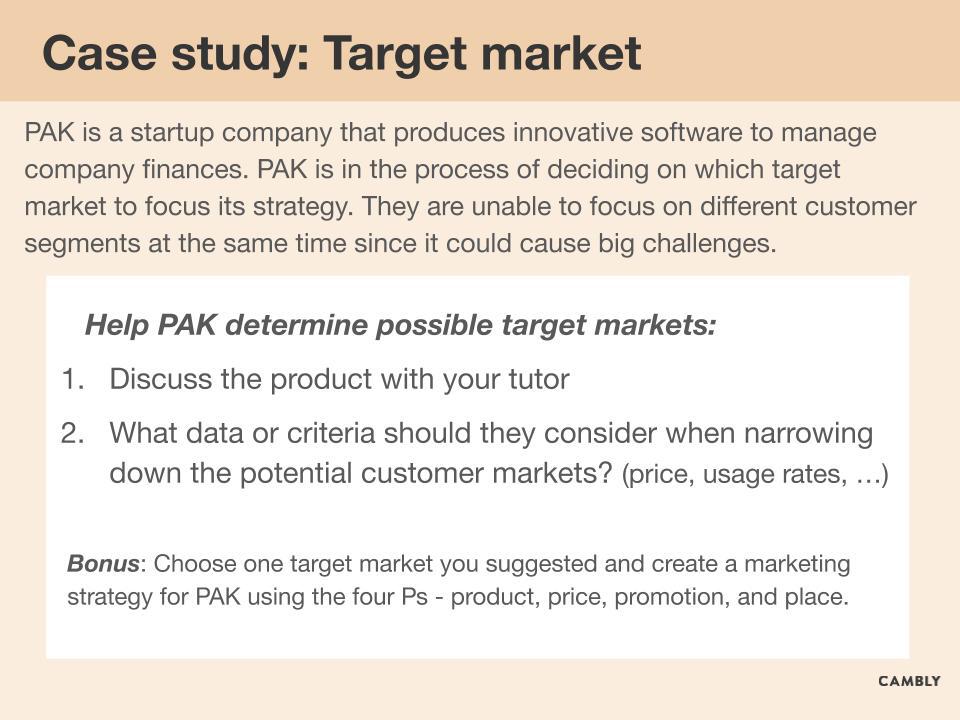 Case study: Target market
PAK is a startup company that produces innovative software to manage
company finances. PAK is in the process of deciding on which target
market to focus its strategy. They are unable to focus on different customer
segments at the same time since it could cause big challenges.
Help PAK determine possible target markets:
1. Discuss the product with your tutor
2. What data or criteria should they consider when narrowing
down the potential customer markets? (price, usage rates, …)
Bonus: Choose one target market you suggested and create a marketing
strategy for PAK using the four Ps - product, price, promotion, and place.
CAMBLY